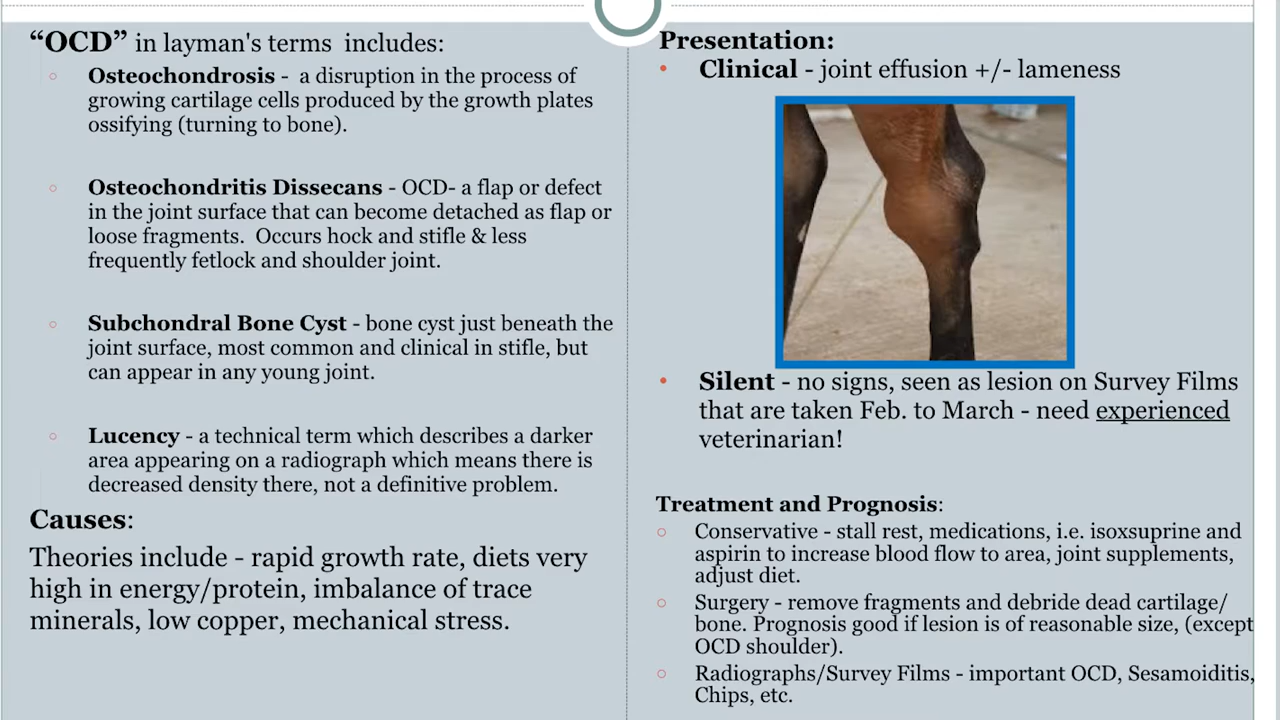 “OCD” in layman's terms  includes:
Osteochondrosis -  a disruption in the process of
growing cartilage cells produced by the growth plates
ossifying (turning to bone).
Osteochondritis Dissecans - OCD- a flap or defect
in the joint surface that can become detached as flap or
loose fragments.  Occurs hock and stifle & less
frequently fetlock and shoulder joint.
Subchondral Bone Cyst - bone cyst just beneath the
joint surface, most common and clinical in stifle, but
can appear in any young joint.
Lucency - a technical term which describes a darker
area appearing on a radiograph which means there is
decreased density there, not a definitive problem.
Causes:
Theories include - rapid growth rate, diets very
high in energy/protein, imbalance of trace
minerals, low copper, mechanical stress.
Presentation:
Clinical - joint effusion +/- lameness
Silent - no signs, seen as lesion on Survey Films
that are taken Feb. to March - need experienced
veterinarian!
Treatment and Prognosis:
Conservative - stall rest, medications, i.e. isoxsuprine and
aspirin to increase blood flow to area, joint supplements,
adjust diet.
Surgery - remove fragments and debride dead cartilage/
bone. Prognosis good if lesion is of reasonable size, (except
OCD shoulder).
Radiographs/Survey Films - important OCD, Sesamoiditis,
Chips, etc.